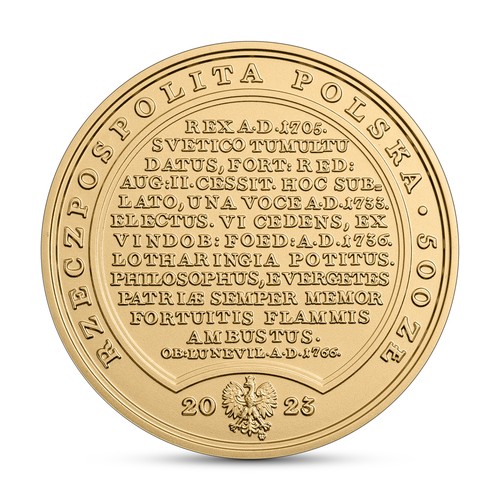 RZECZPOSPOLITA POLSKA · 500 ZŁ
REX A.D. 1705.
SVETICO TUMULTU
DATUS, FORT: RED:
AUG: II. CESSIT. HOC SUB=
LATO, UNA VOCE A.D. 1733.
ELECTUS. VI CEDENS, EX
VINDOB: FOED: A.D. 1736.
LOTHARINGIA POTITUS.
PHILOSOPHUS, EVERGETES
PATRIÆ SEMPER MEMOR
FORTUITIS FLAMMIS
AMBUSTUS.
OB: LUNEVIL. A.D. 1766.
20 23